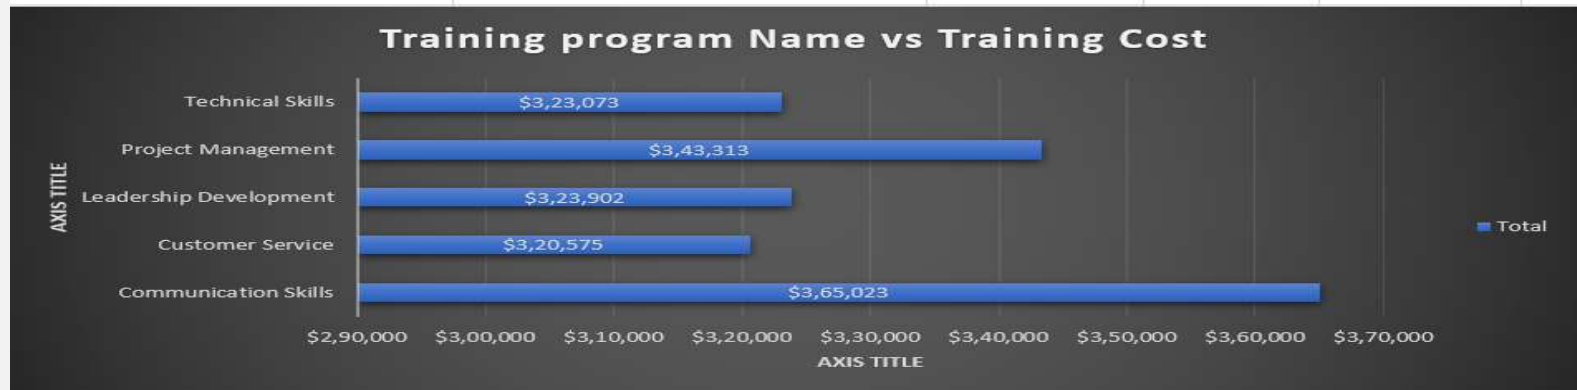 Training program Name vs Training Cost
Technical Skills
$3,23,073
Project Management
$3,43,313
Leadership Development
$3,23,902
Customer Service
$3,20,575
Communication Skills
$3,65,023
AXIS TITLE
Total
$2,90,000 $3,00,000 $3,10,000 $3,20,000 $3,30,000 $3,40,000 $3,50,000 $3,60,000 $3,70,000
AXIS TITLE